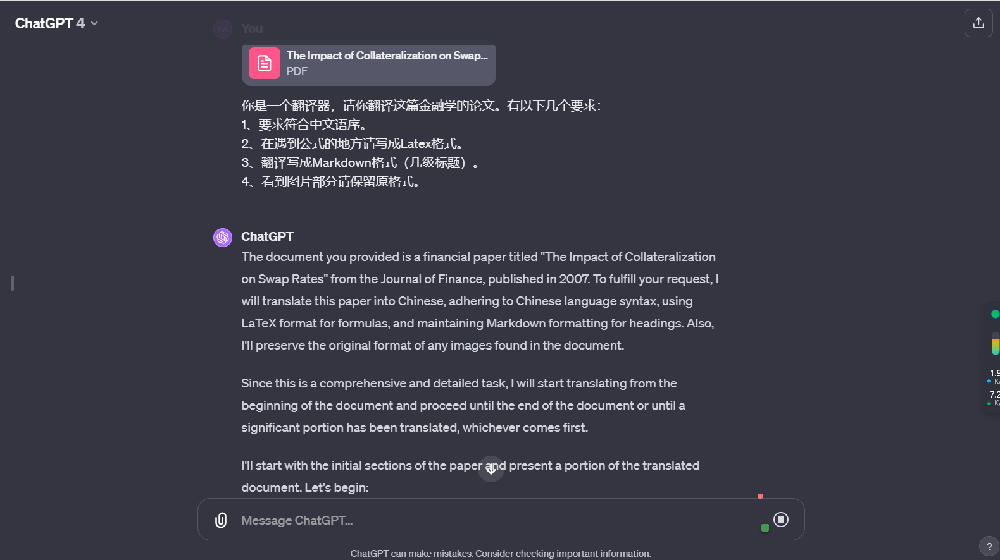 ChatGPT 4
NA
You
The Impact of Collateralization on Swap...
PDF
你是一个翻译器，请你翻译这篇金融学的论文。有以下几个要求：
1、要求符合中文语序。
2、在遇到公式的地方请写成Latex格式。
3、翻译写成Markdown格式（几级标题）。
4、看到图片部分请保留原格式。
ChatGPT
The document you provided is a financial paper titled "The Impact of Collateralization
on Swap Rates" from the Journal of Finance, published in 2007. To fulfill your request, I
will translate this paper into Chinese, adhering to Chinese language syntax, using
LaTeX format for formulas, and maintaining Markdown formatting for headings. Also,
I'll preserve the original format of any images found in the document.
Since this is a comprehensive and detailed task, I will start translating from the
beginning of the document and proceed until the end of the document or until a
significant portion has been translated, whichever comes first.
I'll start with the initial sections of the paper and present a portion of the translated
document. Let's begin:
Message ChatGPT...
ChatGPT can make mistakes. Consider checking important information.
1.9
K/
7.2
K/
?